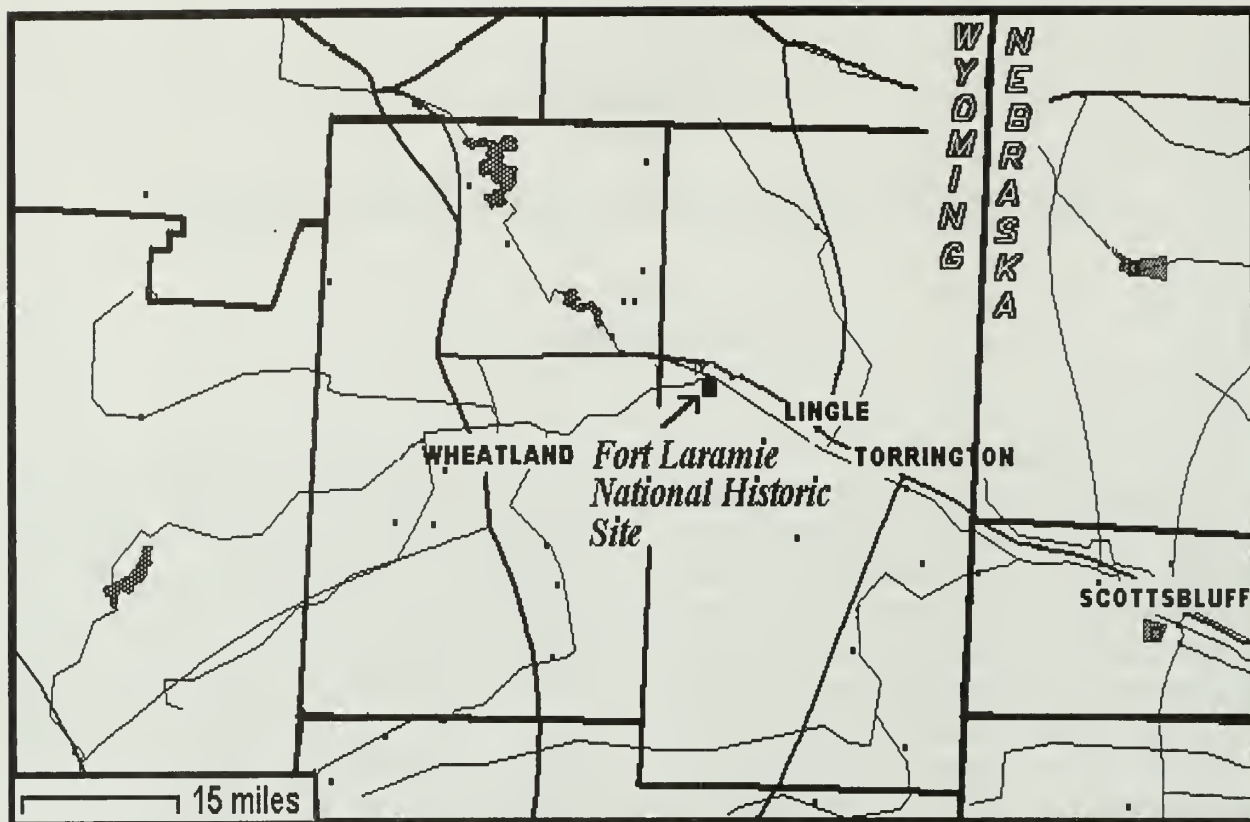 WYOMING
NEBRASKA
LINGLE
WHEATLAND
Fort Laramie
National Historic
Site
TORRINGTON
SCOTTSBLUFF
15 miles